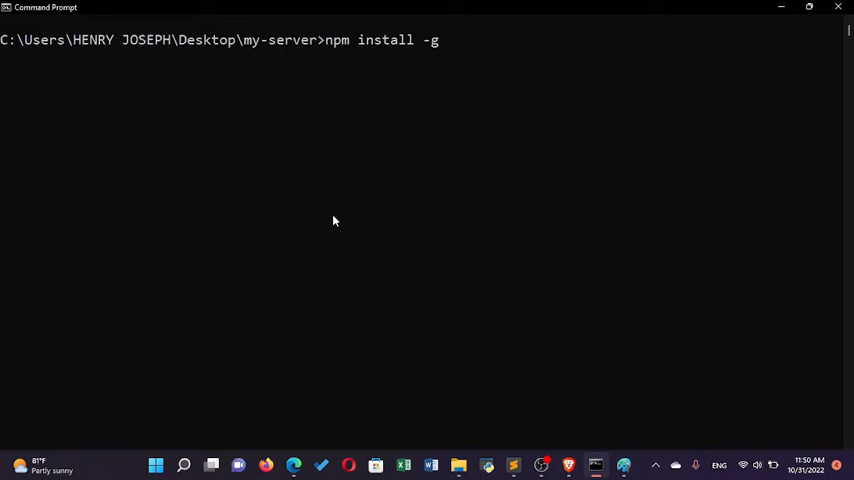 Command Prompt
C:\Users\HENRY JOSEPH\Desktop\my-server>npm install -g
81°F
Partly sunny
ENG
11:50 AM
10/31/2022
4